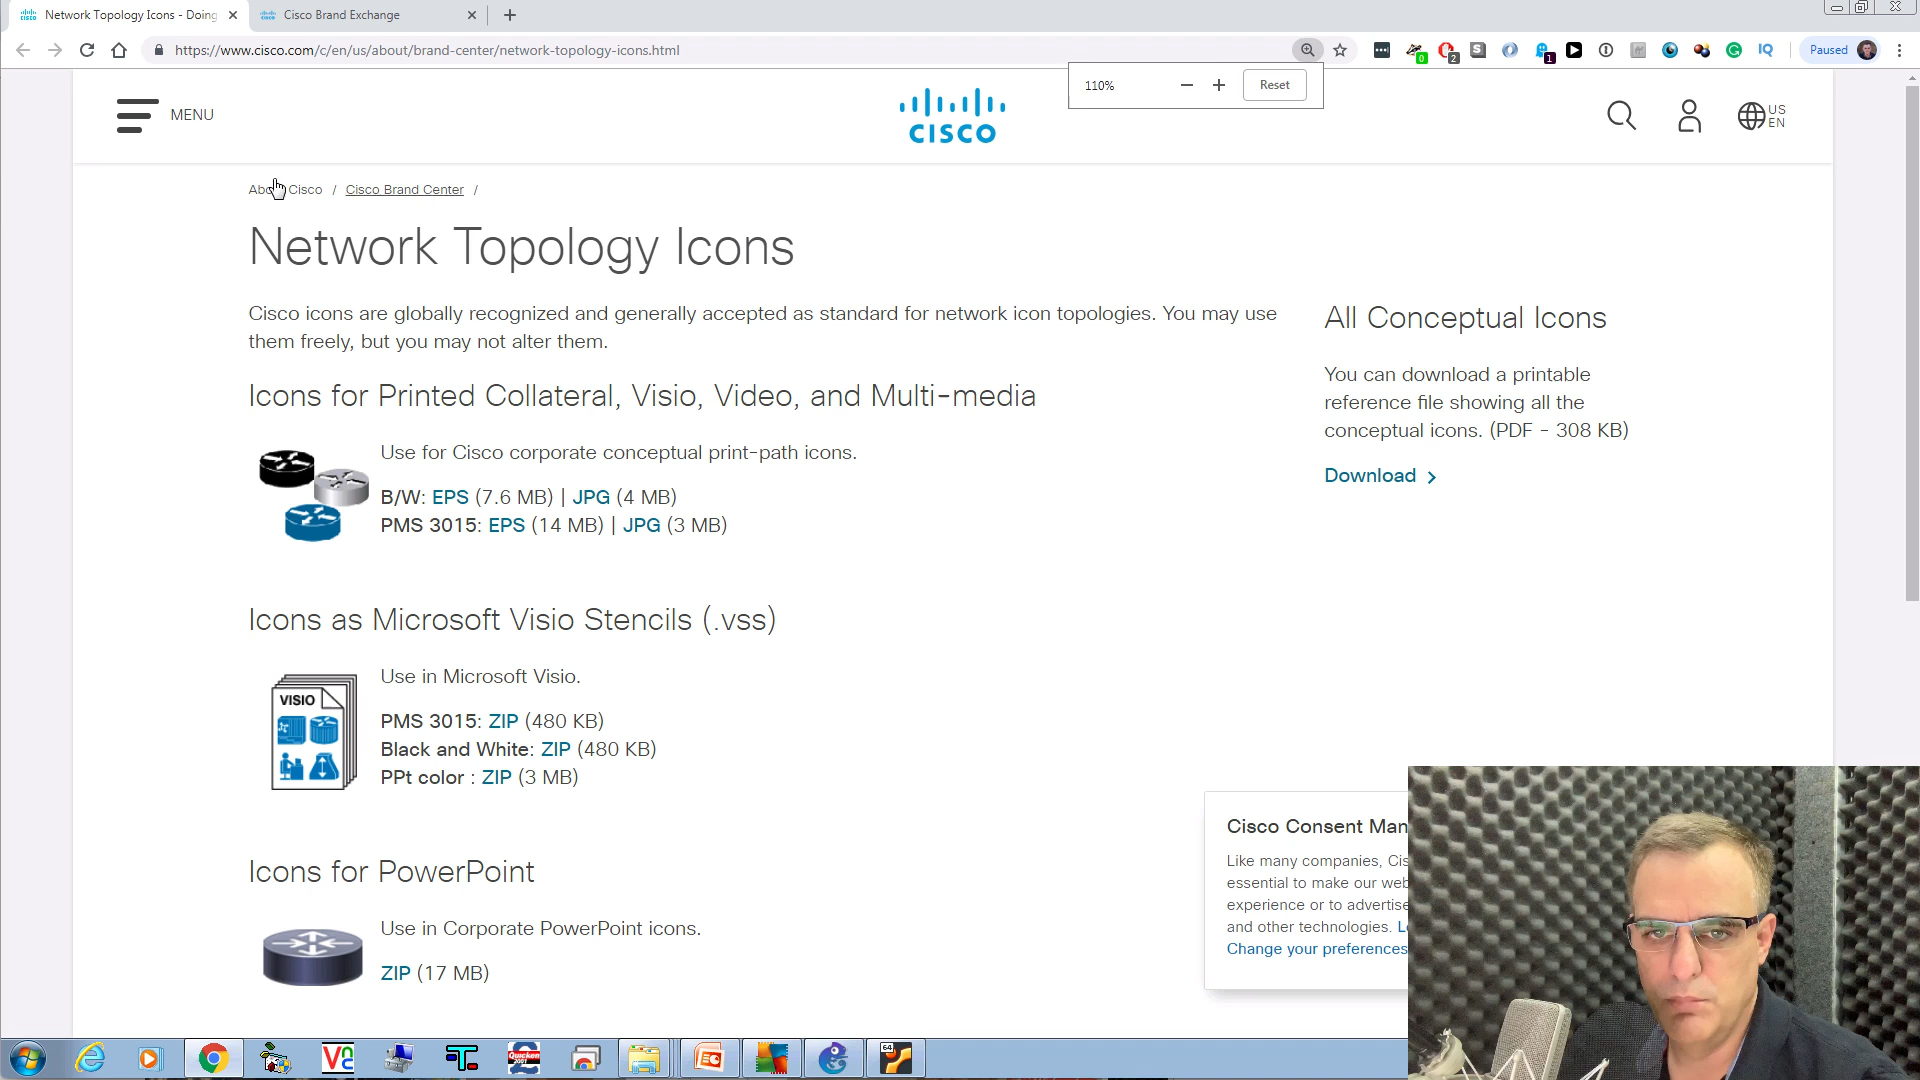 Network Topology Icons - Doing
Cisco Brand Exchange
https://www.cisco.com/c/en/us/about/brand-center/network-topology-icons.html
0
2
1
IQ
Paused
110%
Reset
MENU
CISCO
US
EN
Cisco / Cisco Brand Center /
Network Topology Icons
Cisco icons are globally recognized and generally accepted as standard for network icon topologies. You may use
them freely, but you may not alter them.
All Conceptual Icons
You can download a printable
reference file showing all the
conceptual icons. (PDF - 308 KB)
Download
Icons for Printed Collateral, Visio, Video, and Multi-media
Use for Cisco corporate conceptual print-path icons.
B/W: EPS (7.6 MB) | JPG (4 MB)
PMS 3015: EPS (14 MB) | JPG (3 MB)
Icons as Microsoft Visio Stencils (.vss)
VISIO
Use in Microsoft Visio.
PMS 3015: ZIP (480 KB)
Black and White: ZIP (480 KB)
PPt color : ZIP (3 MB)
Icons for PowerPoint
Use in Corporate PowerPoint icons.
ZIP (17 MB)
Cisco Consent Man
Like many companies, Cis
essential to make our web
experience or to advertise
and other technologies. L
Change your preferences
Quicken
2001
64